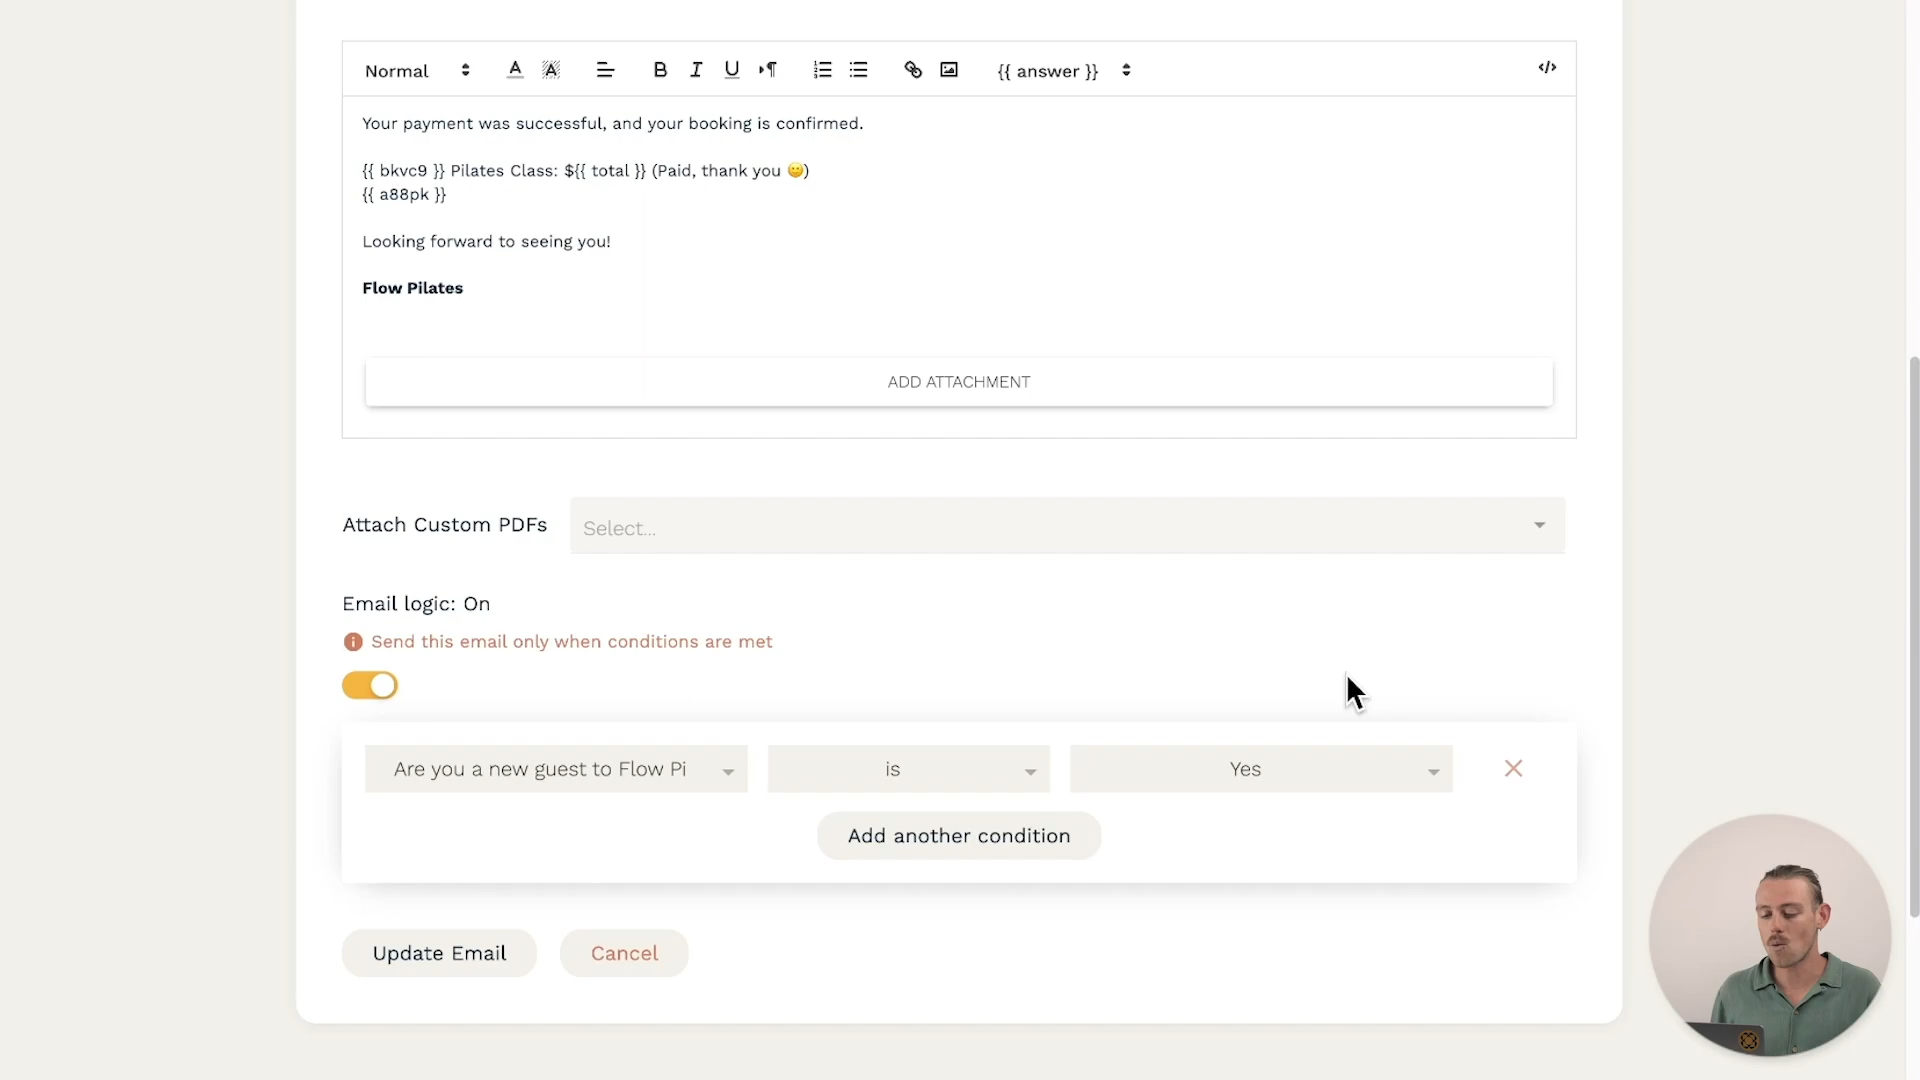 Normal {{ answer }} </>
Your payment was successful, and your booking is confirmed.
{{ bkvc9 }} Pilates Class: ${{ total }} (Paid, thank you 🙂)
{{ a88pk }}
Looking forward to seeing you!
Flow Pilates
ADD ATTACHMENT
Attach Custom PDFs Select...
Email logic: On
Send this email only when conditions are met
Are you a new guest to Flow Pi is Yes
Add another condition
Update Email Cancel